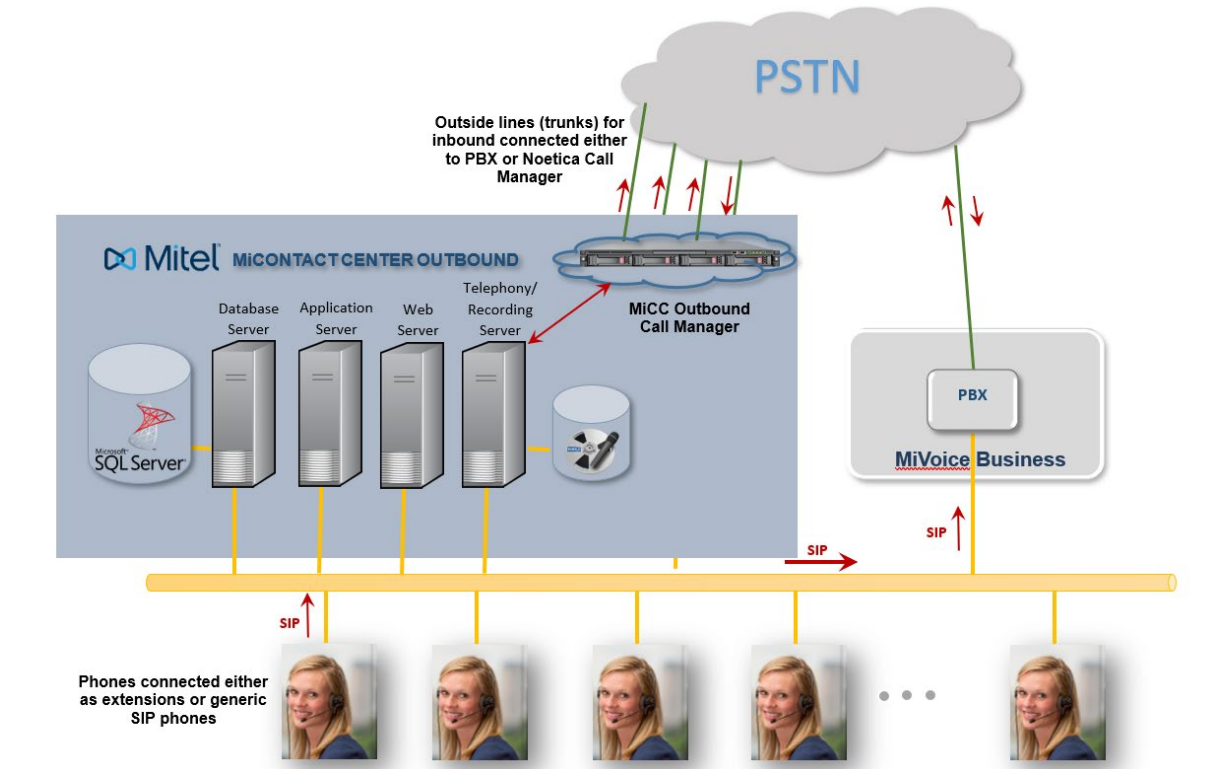 PSTN
Outside lines (trunks) for
inbound connected either
to PBX or Noetica Call
Manager
Mitel MiCONTACT CENTER OUTBOUND
Database
Server
Application
Server
Web
Server
Telephony/
Recording
Server
MiCC Outbound
Call Manager
Microsoft
SQL Server
PBX
MiVoice Business
SIP
SIP
SIP
Phones connected either
as extensions or generic
SIP phones